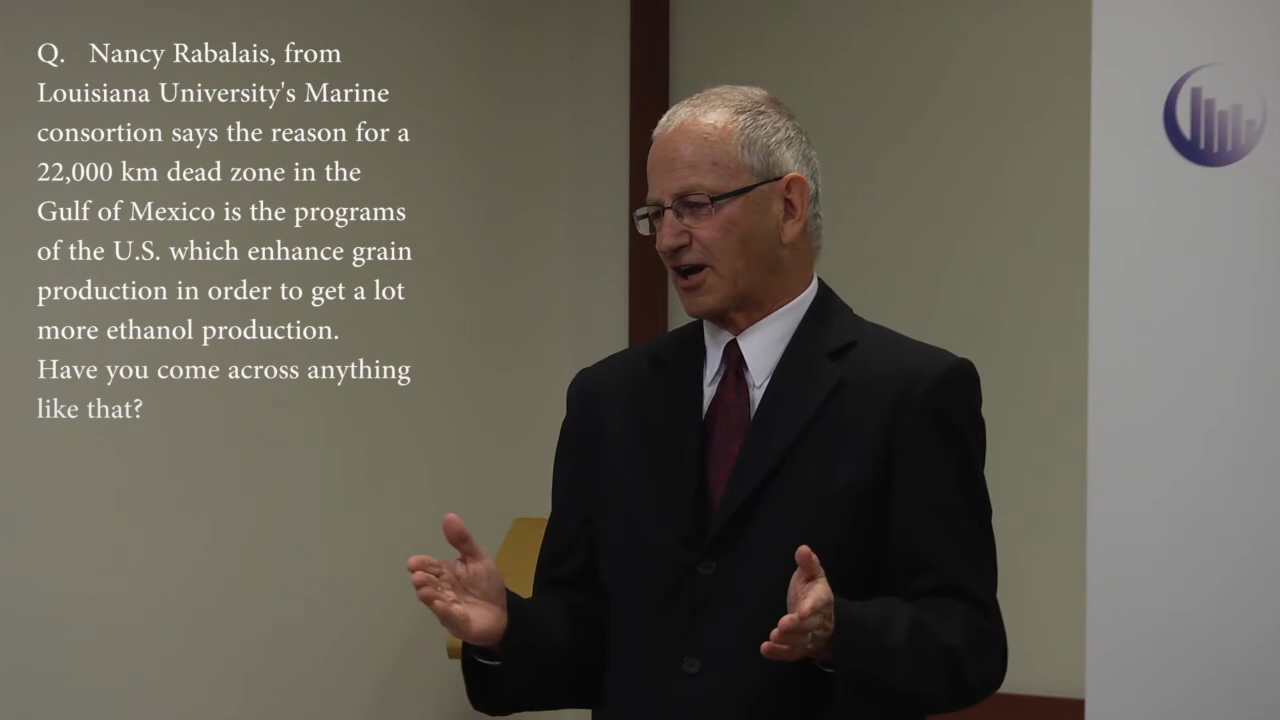 Q. Nancy Rabalais, from
Louisiana University's Marine
consortion says the reason for a
22,000 km dead zone in the
Gulf of Mexico is the programs
of the U.S. which enhance grain
production in order to get a lot
more ethanol production.
Have you come across anything
like that?